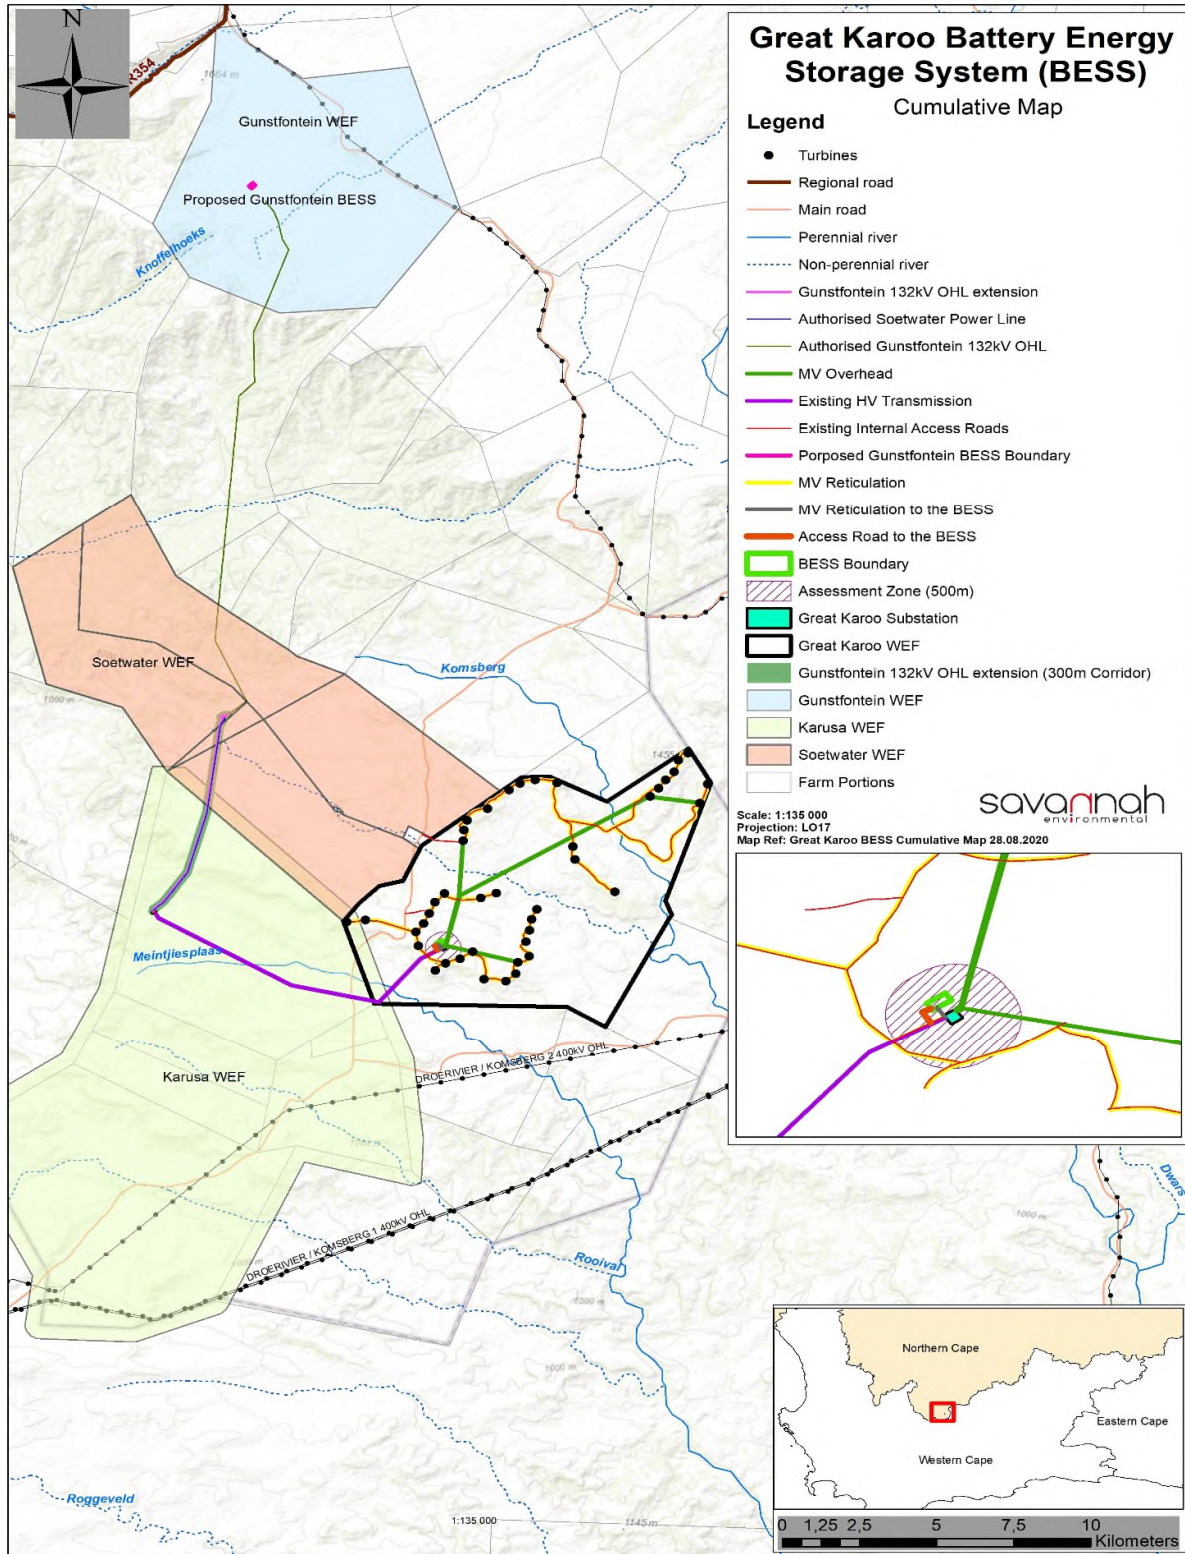 N
R354
1664 m
Gunstfontein WEF
Proposed Gunstfontein BESS
Knoffelhoeks
Soetwater WEF
Komsberg
Meintjiesplaas
Karusa WEF
DROERIVIER / KOMSBERG 2 400kV OHL
DROERIVIER / KOMSBERG 1 400kV OHL
Rooival
1000 m
1000 m
1000 m
Dwars
Roggeveld
1:135 000
1145 m
Great Karoo Battery Energy
Storage System (BESS)
Cumulative Map
Legend
Turbines
Regional road
Main road
Perennial river
Non-perennial river
Gunstfontein 132kV OHL extension
Authorised Soetwater Power Line
Authorised Gunstfontein 132kV OHL
MV Overhead
Existing HV Transmission
Existing Internal Access Roads
Porposed Gunstfontein BESS Boundary
MV Reticulation
MV Reticulation to the BESS
Access Road to the BESS
BESS Boundary
Assessment Zone (500m)
Great Karoo Substation
Great Karoo WEF
Gunstfontein 132kV OHL extension (300m Corridor)
Gunstfontein WEF
Karusa WEF
Soetwater WEF
Farm Portions
savannah
environmental
Scale: 1:135 000
Projection: LO17
Map Ref: Great Karoo BESS Cumulative Map 28.08.2020
Northern Cape
Eastern Cape
Western Cape
0 1,25 2,5 5 7,5 10
Kilometers